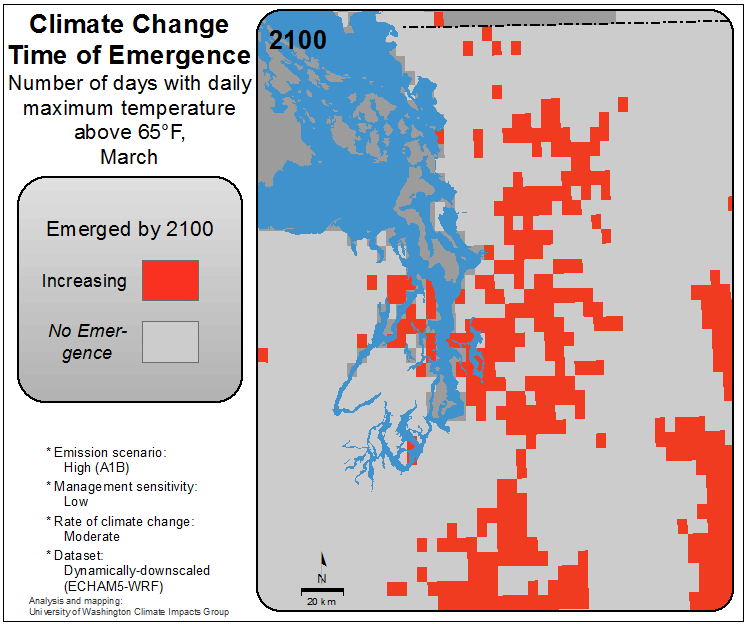 Climate Change
Time of Emergence
Number of days with daily
maximum temperature
above 65°F,
March
Emerged by 2100
Increasing
No Emer-
gence
* Emission scenario:
High (A1B)
* Management sensitivity:
Low
* Rate of climate change:
Moderate
* Dataset:
Dynamically-downscaled
(ECHAM5-WRF)
Analysis and mapping:
University of Washington Climate Impacts Group
2100
N
20 km